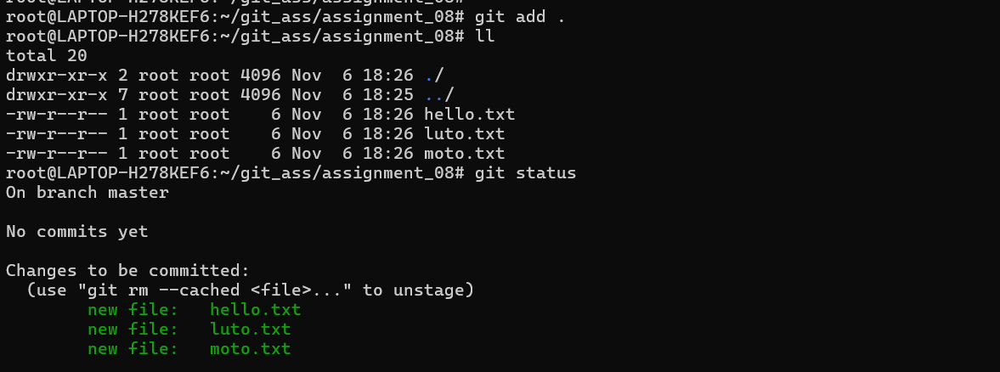 root@LAPTOP-H278KEF6:~/git_ass/assignment_08#
root@LAPTOP-H278KEF6:~/git_ass/assignment_08# git add .
root@LAPTOP-H278KEF6:~/git_ass/assignment_08# ll
total 20
drwxr-xr-x 2 root root 4096 Nov  6 18:26 ./
drwxr-xr-x 7 root root 4096 Nov  6 18:25 ../
-rw-r--r-- 1 root root    6 Nov  6 18:26 hello.txt
-rw-r--r-- 1 root root    6 Nov  6 18:26 luto.txt
-rw-r--r-- 1 root root    6 Nov  6 18:26 moto.txt
root@LAPTOP-H278KEF6:~/git_ass/assignment_08# git status
On branch master

No commits yet

Changes to be committed:
  (use "git rm --cached <file>..." to unstage)
        new file:   hello.txt
        new file:   luto.txt
        new file:   moto.txt